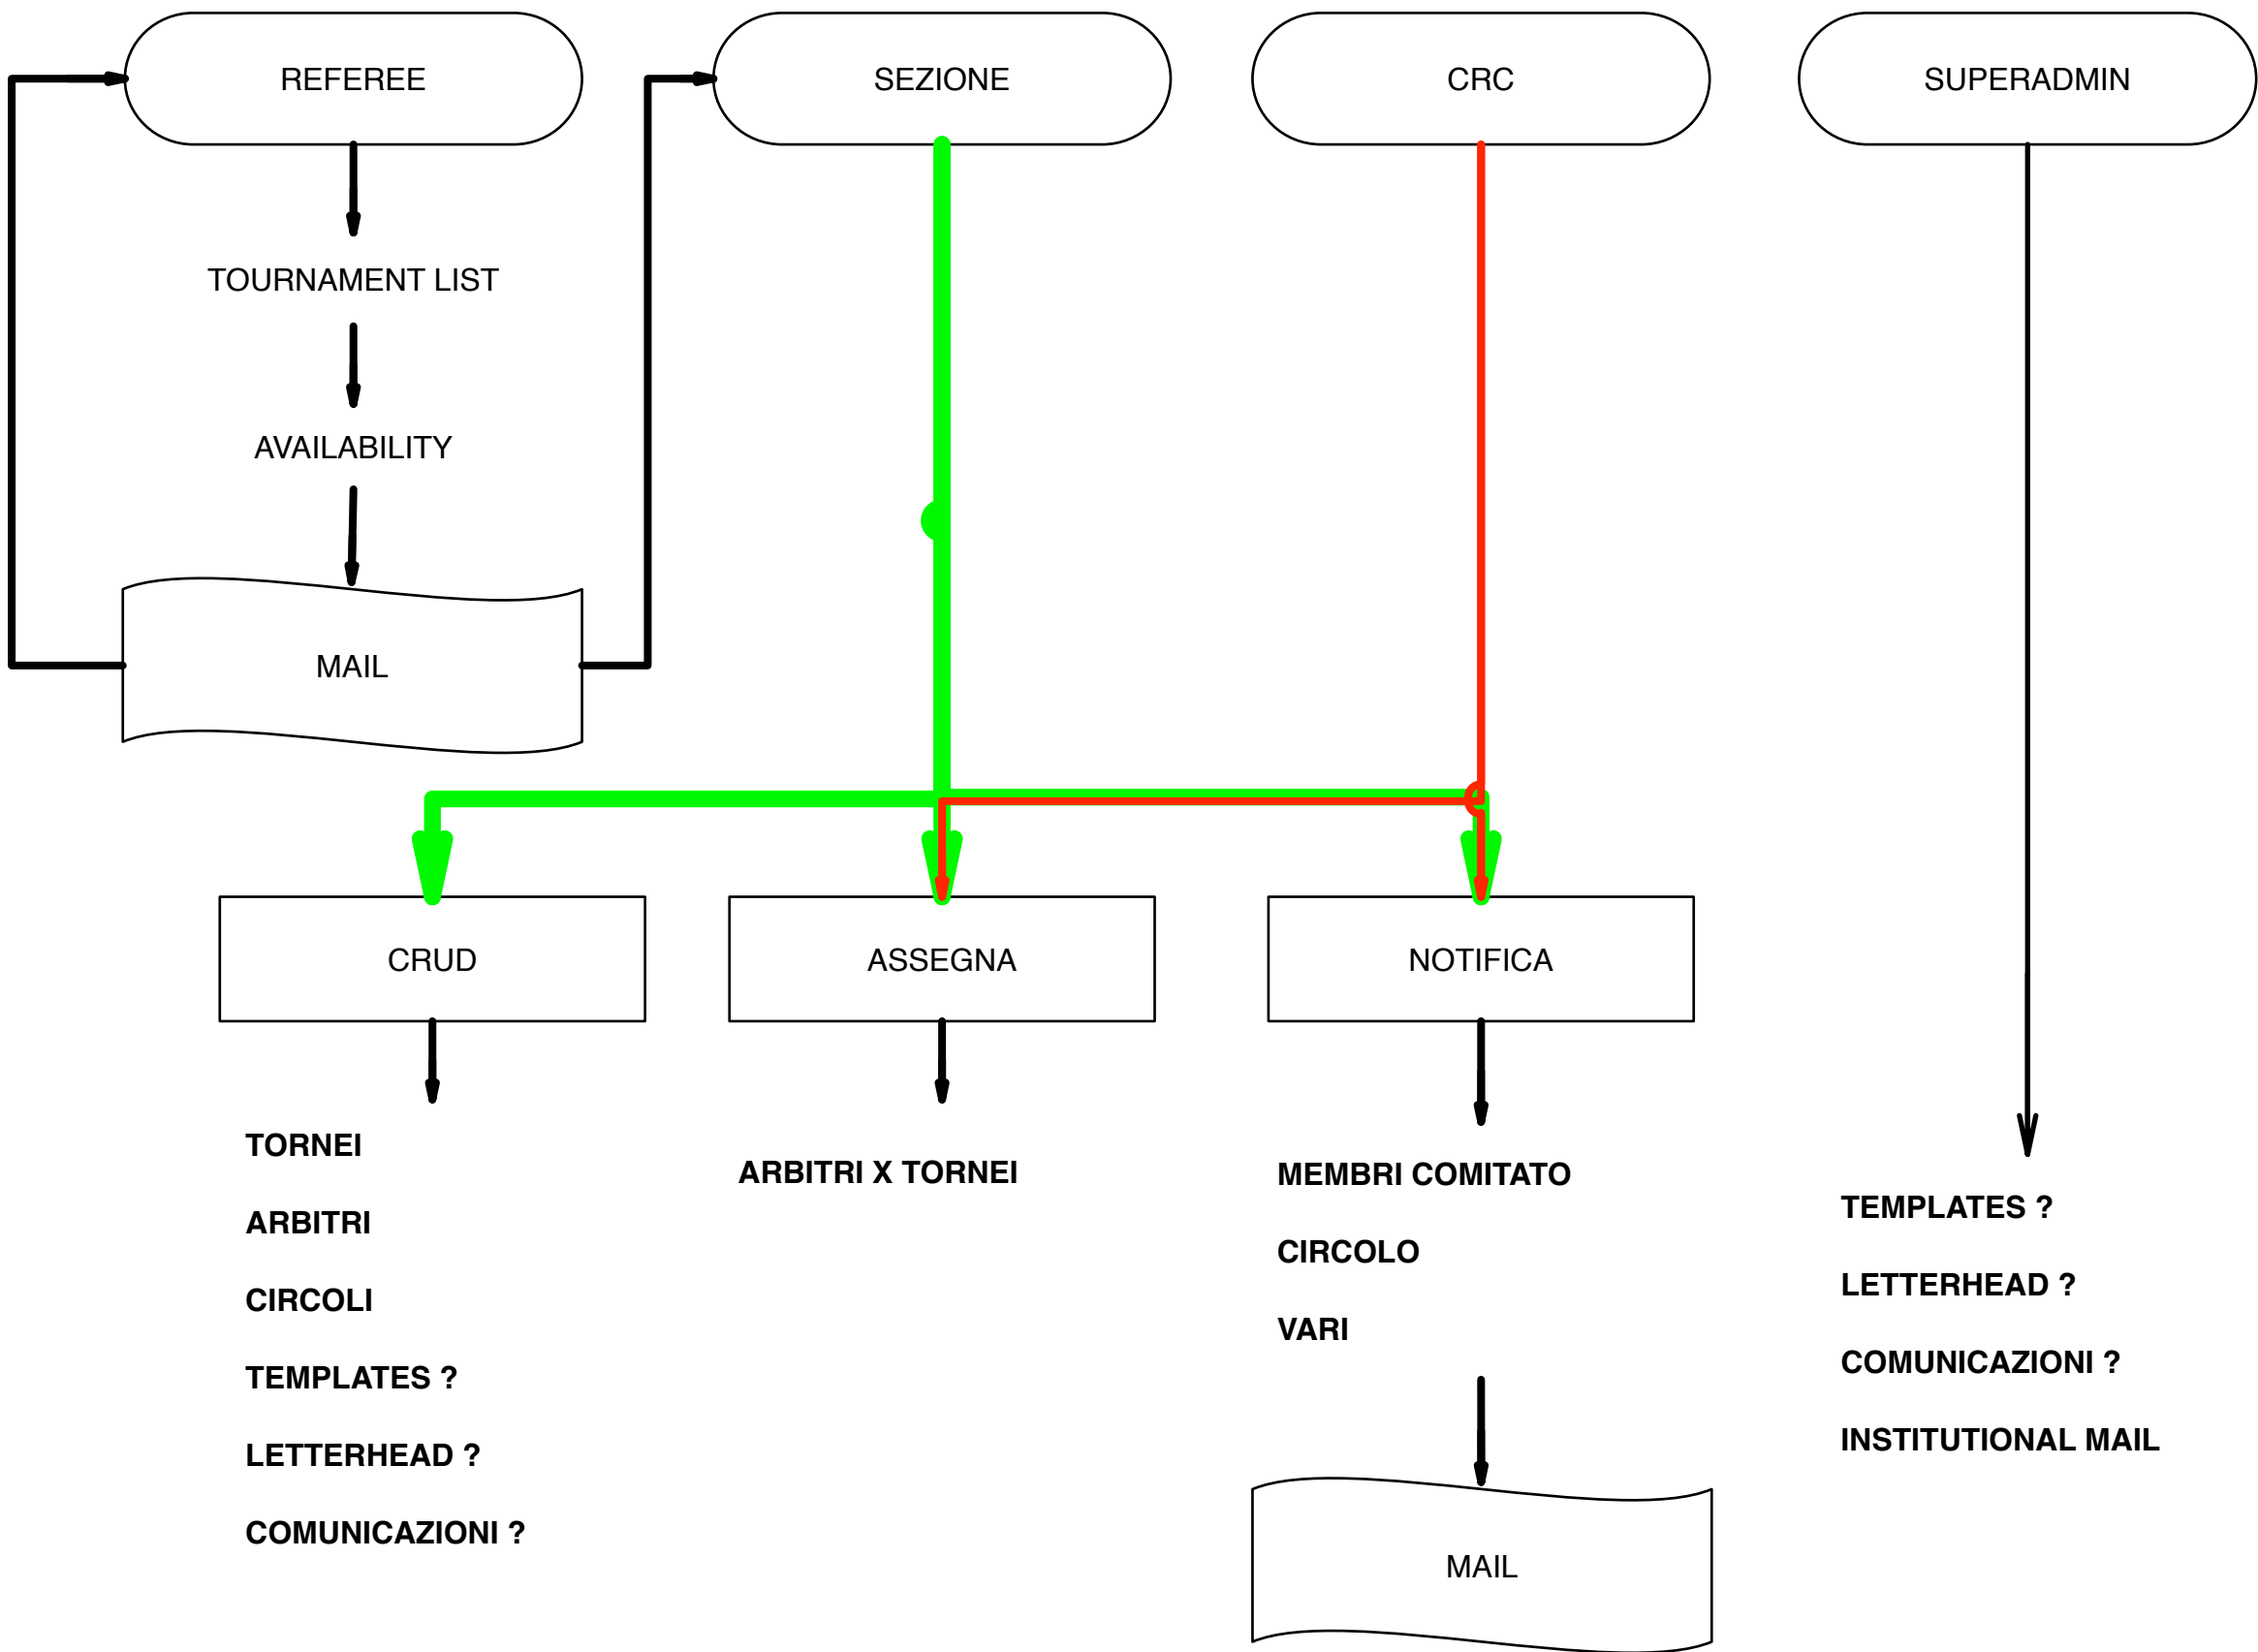 REFEREE
SEZIONE
CRC
SUPERADMIN
TOURNAMENT LIST
AVAILABILITY
MAIL
CRUD
ASSEGNA
NOTIFICA
TORNEI
ARBITRI
CIRCOLI
TEMPLATES ?
LETTERHEAD ?
COMUNICAZIONI ?
ARBITRI X TORNEI
MEMBRI COMITATO
CIRCOLO
VARI
MAIL
TEMPLATES ?
LETTERHEAD ?
COMUNICAZIONI ?
INSTITUTIONAL MAIL